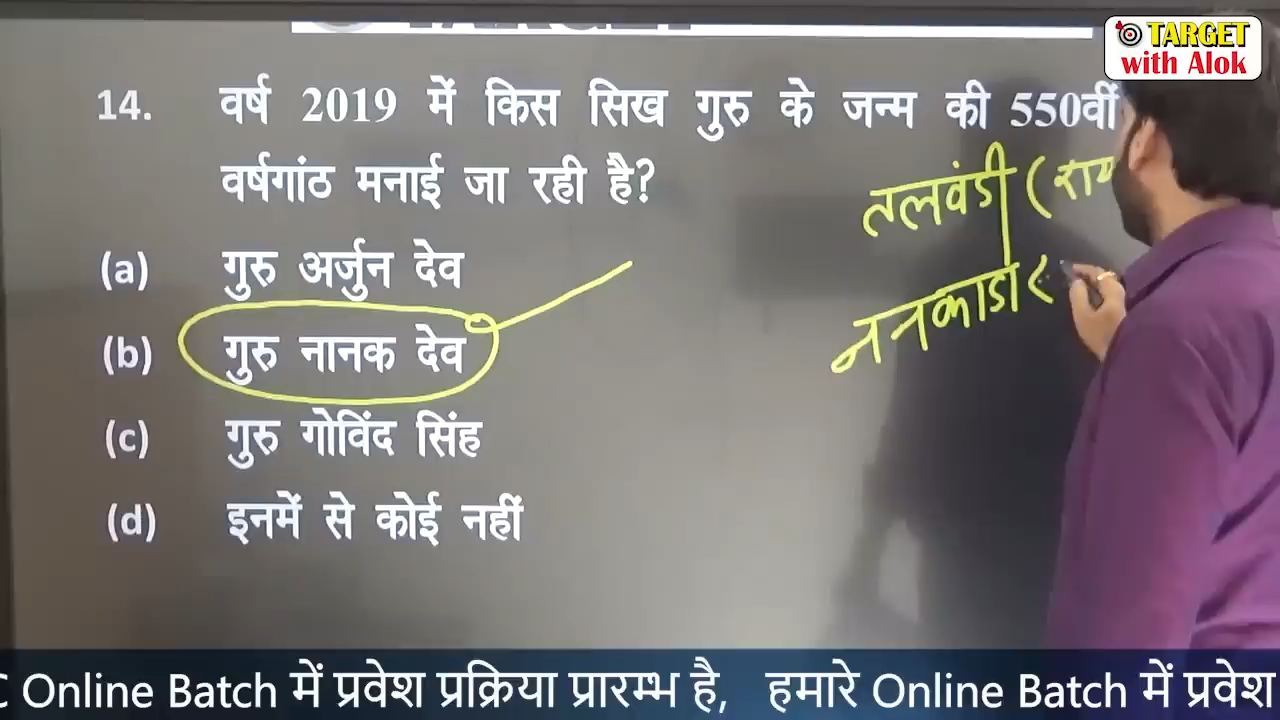 TARGET
with Alok
14. वर्ष 2019 में किस सिख गुरु के जन्म की 550वीं
वर्षगांठ मनाई जा रही है?
तलवंडी (राय
(a) गुरु अर्जुन देव
ननकाडा (
(b) गुरु नानक देव
(c) गुरु गोविंद सिंह
(d) इनमें से कोई नहीं
C Online Batch में प्रवेश प्रक्रिया प्रारम्भ है, हमारे Online Batch में प्रवेश